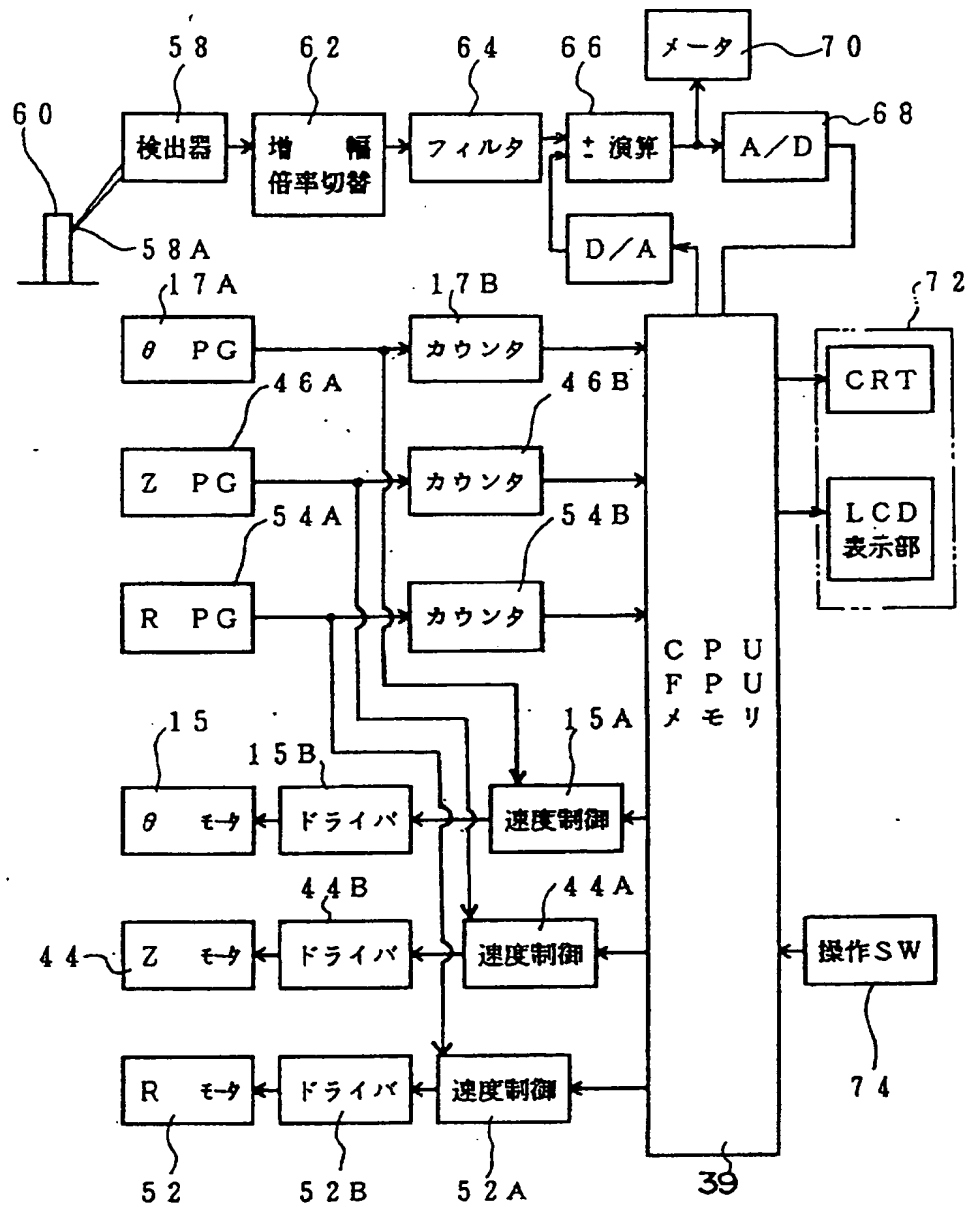 58 62 64 66 メータ 70
60 検出器 増 幅 フィルタ ± 演算 A/D 68
倍率切替 -
58A D/A
17A 17B 72
θ PG カウンタ CRT
46A 46B
Z PG カウンタ LCD
表示部
54A 54B
R PG カウンタ
CPU
FPU
メモリ
15 15B 15A
θ モータ ドライバ 速度制御
44B 44A
44 Z モータ ドライバ 速度制御 操作SW
R モータ ドライバ 速度制御 74
52 52B 52A 39